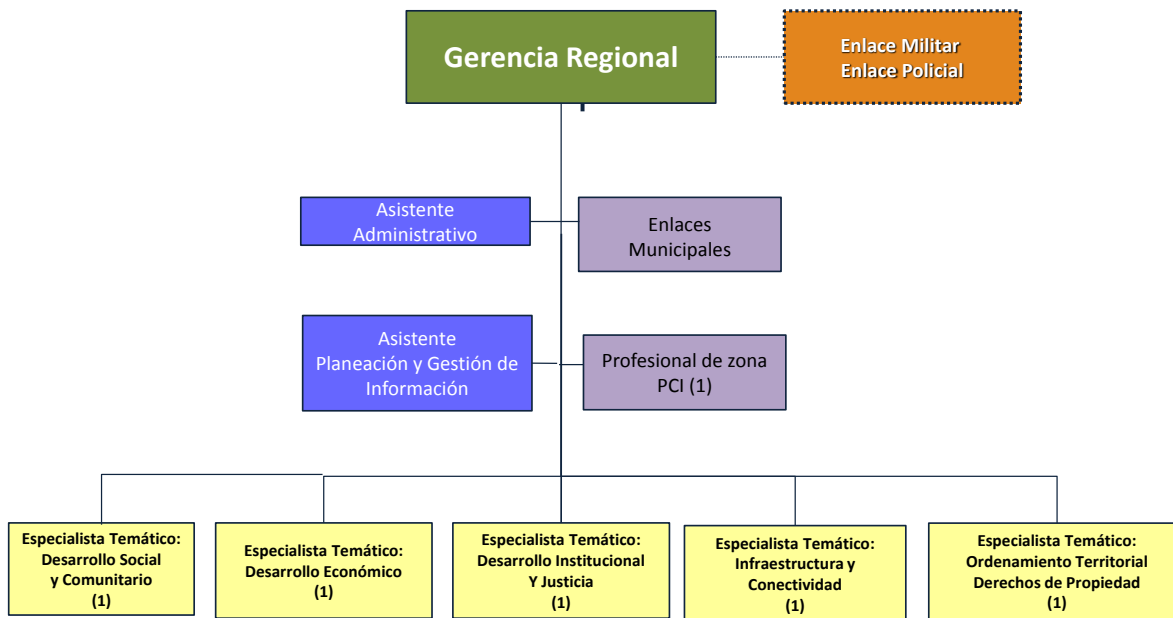 Gerencia Regional
Enlace Militar
Enlace Policial
Asistente
Administrativo
Enlaces
Municipales
Asistente
Planeación y Gestión de
Información
Profesional de zona
PCI (1)
Especialista Temático:
Desarrollo Social
y Comunitario
(1)
Especialista Temático:
Desarrollo Económico
(1)
Especialista Temático:
Desarrollo Institucional
Y Justicia
(1)
Especialista Temático:
Infraestructura y
Conectividad
(1)
Especialista Temático:
Ordenamiento Territorial
Derechos de Propiedad
(1)